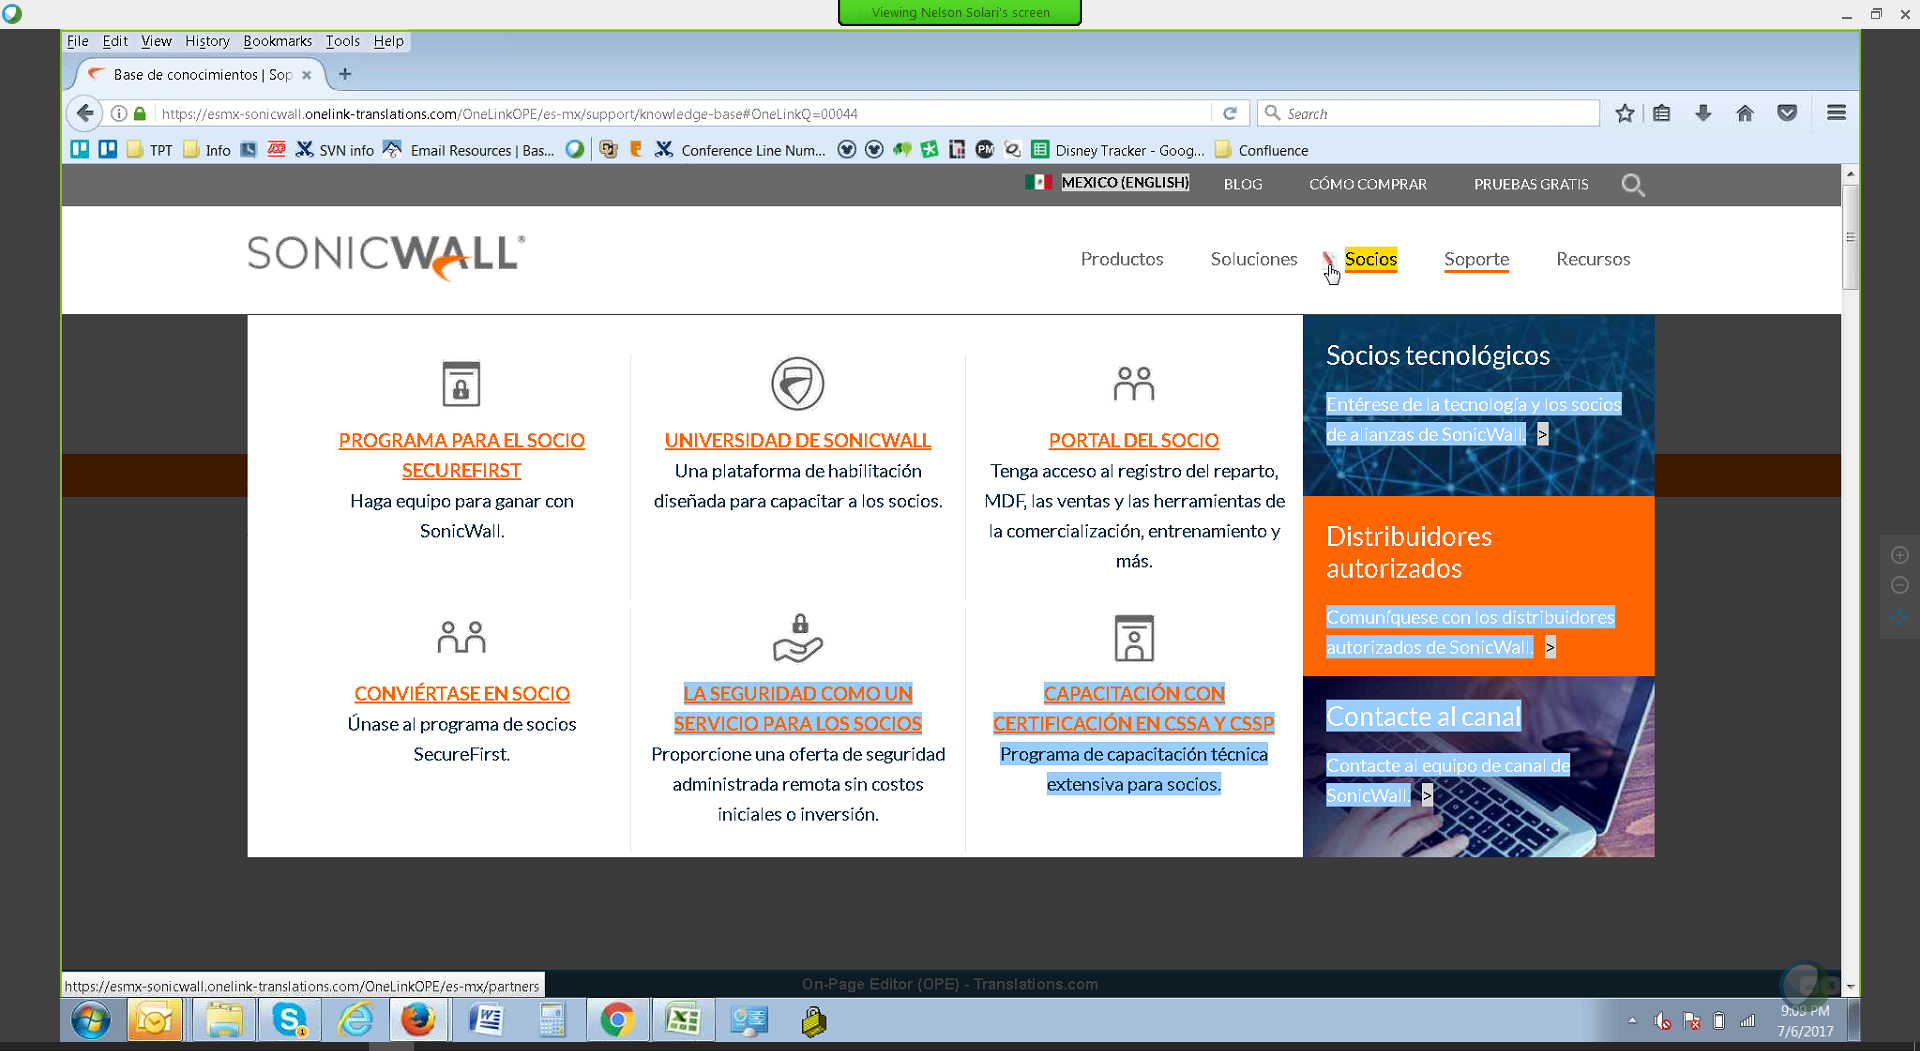 Viewing Nelson Solari's screen
File Edit View History Bookmarks Tools Help
Base de conocimientos | Sop
https://esmx-sonicwall.onelink-translations.com/OneLinkOPE/es-mx/support/knowledge-base#OneLinkQ=00044
Search
TPT Info SVN info Email Resources | Bas... Conference Line Num... PM Disney Tracker - Goog... Confluence
MEXICO (ENGLISH) BLOG CÓMO COMPRAR PRUEBAS GRATIS
SONICWALL®
Productos Soluciones Socios Soporte Recursos
PROGRAMA PARA EL SOCIO
SECUREFIRST
Haga equipo para ganar con
SonicWall.
UNIVERSIDAD DE SONICWALL
Una plataforma de habilitación
diseñada para capacitar a los socios.
PORTAL DEL SOCIO
Tenga acceso al registro del reparto,
MDF, las ventas y las herramientas de
la comercialización, entrenamiento y
más.
CONVIÉRTASE EN SOCIO
Únase al programa de socios
SecureFirst.
LA SEGURIDAD COMO UN
SERVICIO PARA LOS SOCIOS
Proporcione una oferta de seguridad
administrada remota sin costos
iniciales o inversión.
CAPACITACIÓN CON
CERTIFICACIÓN EN CSSA Y CSSP
Programa de capacitación técnica
extensiva para socios.
Socios tecnológicos
Entérese de la tecnología y los socios
de alianzas de SonicWall. >
Distribuidores
autorizados
Comuníquese con los distribuidores
autorizados de SonicWall. >
Contacte al canal
Contacte al equipo de canal de
SonicWall. >
https://esmx-sonicwall.onelink-translations.com/OneLinkOPE/es-mx/partners
On-Page Editor (OPE) - Translations.com
PM
7/6/2017